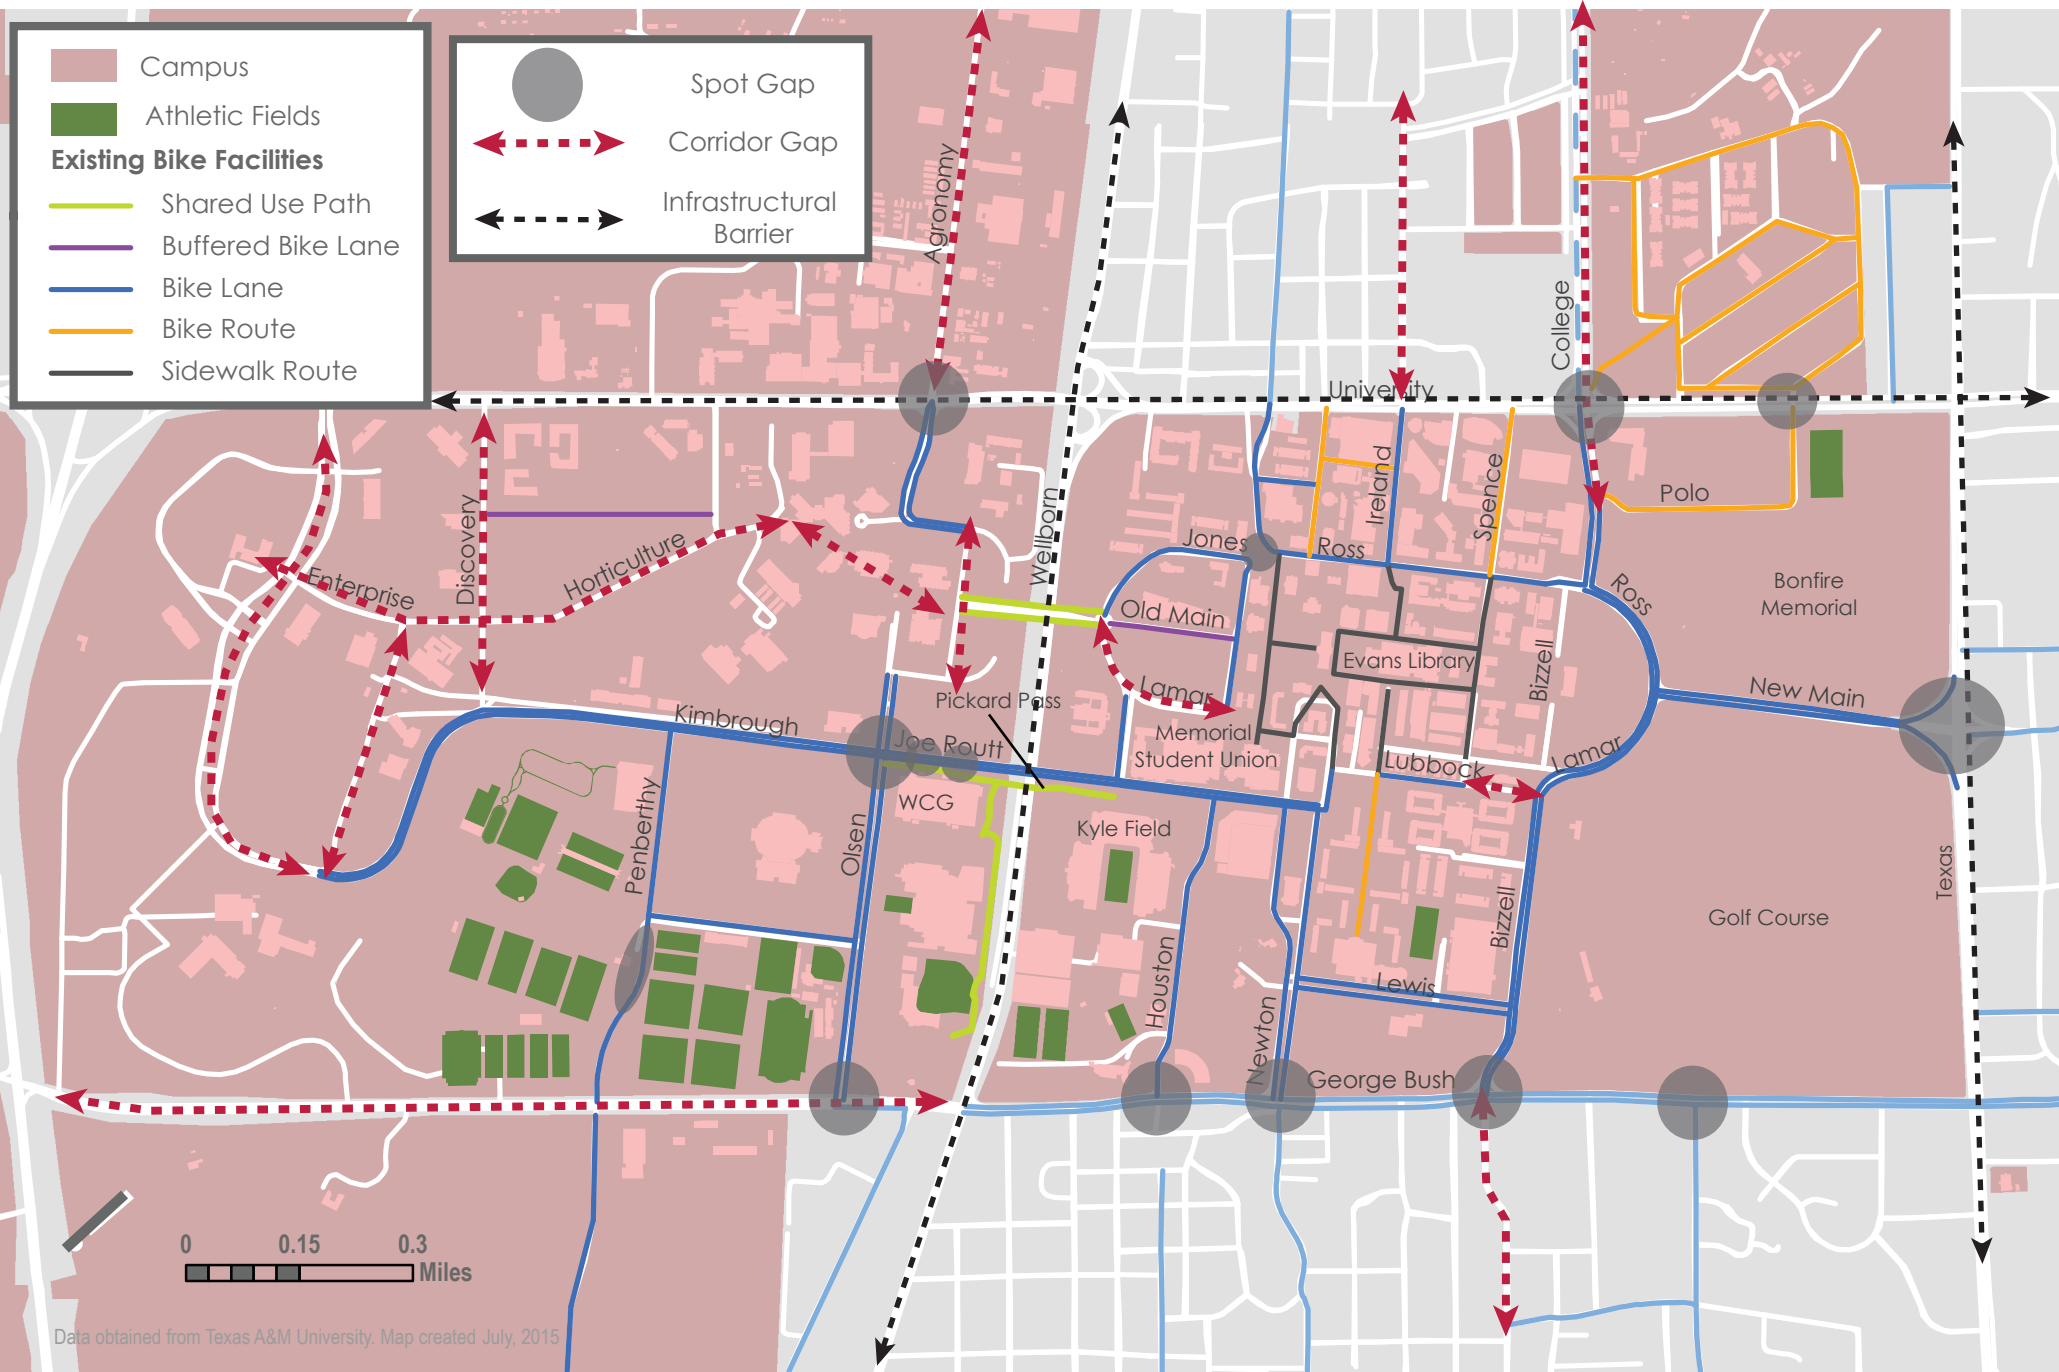 Campus
Athletic Fields
Existing Bike Facilities
Shared Use Path
Buffered Bike Lane
Bike Lane
Bike Route
Sidewalk Route
Spot Gap
Corridor Gap
Infrastructural
Barrier
Agronomy
College
University
Discovery
Horticulture
Enterprise
Wellborn
Jones
Ross
Ireland
Spence
Polo
Ross
Bonfire
Memorial
Old Main
Evans Library
Bizzell
Lamar
New Main
Pickard Pass
Kimbrough
Joe Routt
Memorial
Student Union
Lubbock
Lamar
WCG
Kyle Field
Penberthy
Olsen
Texas
Golf Course
Bizzell
Houston
Lewis
Newton
George Bush
0 0.15 0.3
Miles
Data obtained from Texas A&M University. Map created July, 2015